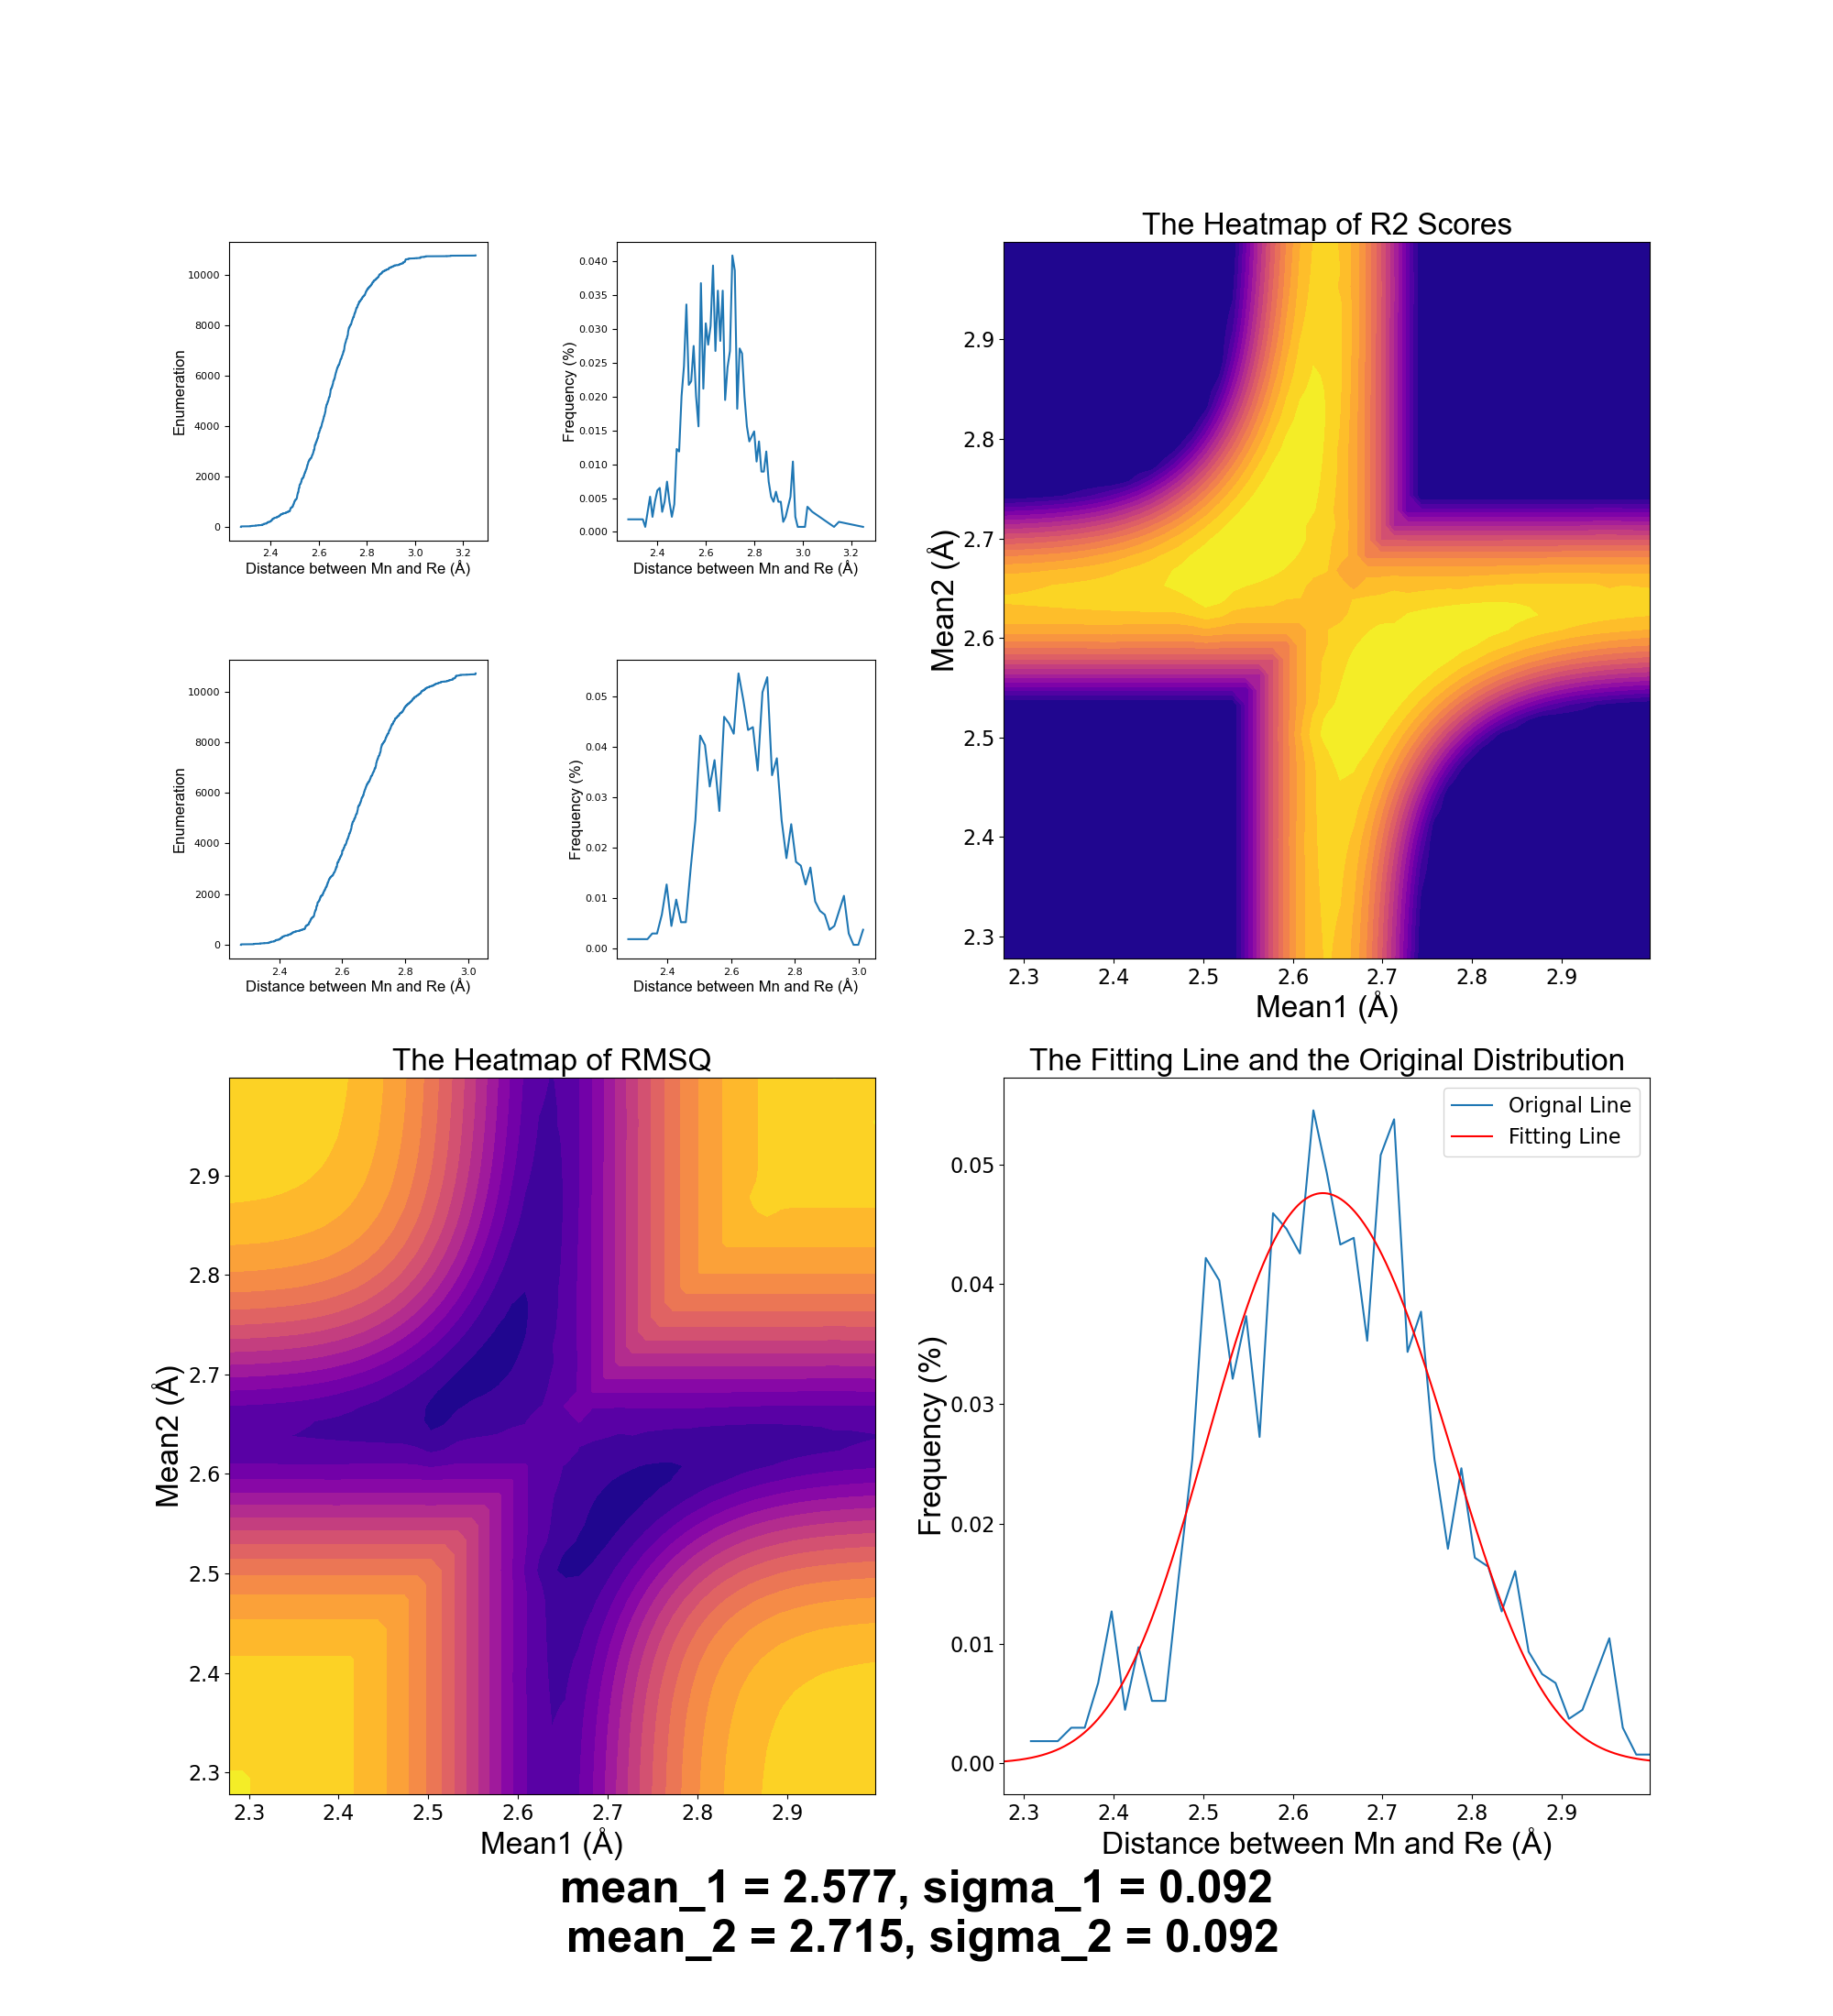 The Heatmap of R2 Scores
10000
8000
6000
4000
2000
0
Enumeration
2.4 2.6 2.8 3.0 3.2
Distance between Mn and Re (Å)
0.040
0.035
0.030
0.025
0.020
0.015
0.010
0.005
0.000
Frequency (%)
2.4 2.6 2.8 3.0 3.2
Distance between Mn and Re (Å)
2.9
2.8
2.7
2.6
2.5
2.4
2.3
Mean2 (Å)
2.3 2.4 2.5 2.6 2.7 2.8 2.9
Mean1 (Å)
10000
8000
6000
4000
2000
0
Enumeration
2.4 2.6 2.8 3.0
Distance between Mn and Re (Å)
0.05
0.04
0.03
0.02
0.01
0.00
Frequency (%)
2.4 2.6 2.8 3.0
Distance between Mn and Re (Å)
The Heatmap of RMSQ
2.9
2.8
2.7
2.6
2.5
2.4
2.3
Mean2 (Å)
2.3 2.4 2.5 2.6 2.7 2.8 2.9
Mean1 (Å)
The Fitting Line and the Original Distribution
Orignal Line
Fitting Line
0.05
0.04
0.03
0.02
0.01
0.00
Frequency (%)
2.3 2.4 2.5 2.6 2.7 2.8 2.9
Distance between Mn and Re (Å)
mean_1 = 2.577, sigma_1 = 0.092
mean_2 = 2.715, sigma_2 = 0.092